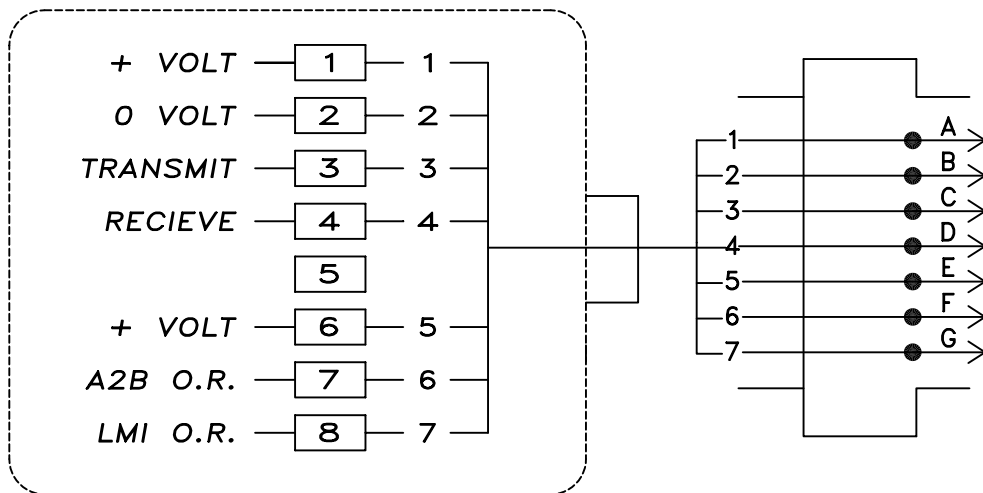 + VOLT 1 1
0 VOLT 2 2
TRANSMIT 3 3
RECIEVE 4 4
5
+ VOLT 6 5
A2B O.R. 7 6
LMI O.R. 8 7
1 A
2 B
3 C
4 D
5 E
6 F
7 G